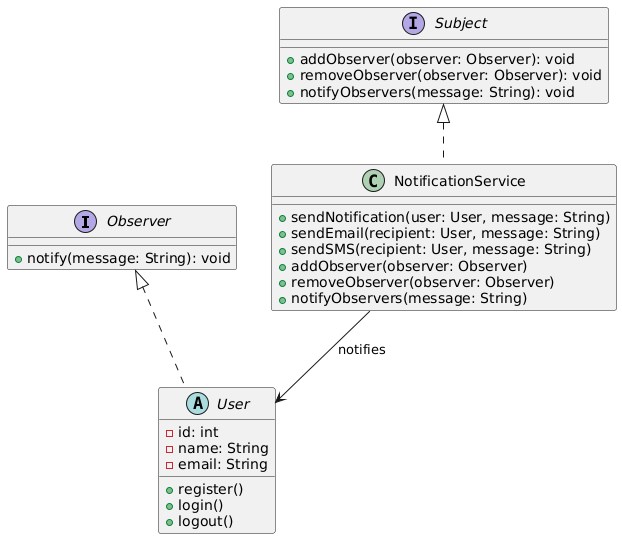 I Subject
addObserver(observer: Observer): void
removeObserver(observer: Observer): void
notifyObservers(message: String): void
C NotificationService
sendNotification(user: User, message: String)
sendEmail(recipient: User, message: String)
sendSMS(recipient: User, message: String)
addObserver(observer: Observer)
removeObserver(observer: Observer)
notifyObservers(message: String)
I Observer
notify(message: String): void
notifies
A User
id: int
name: String
email: String
register()
login()
logout()